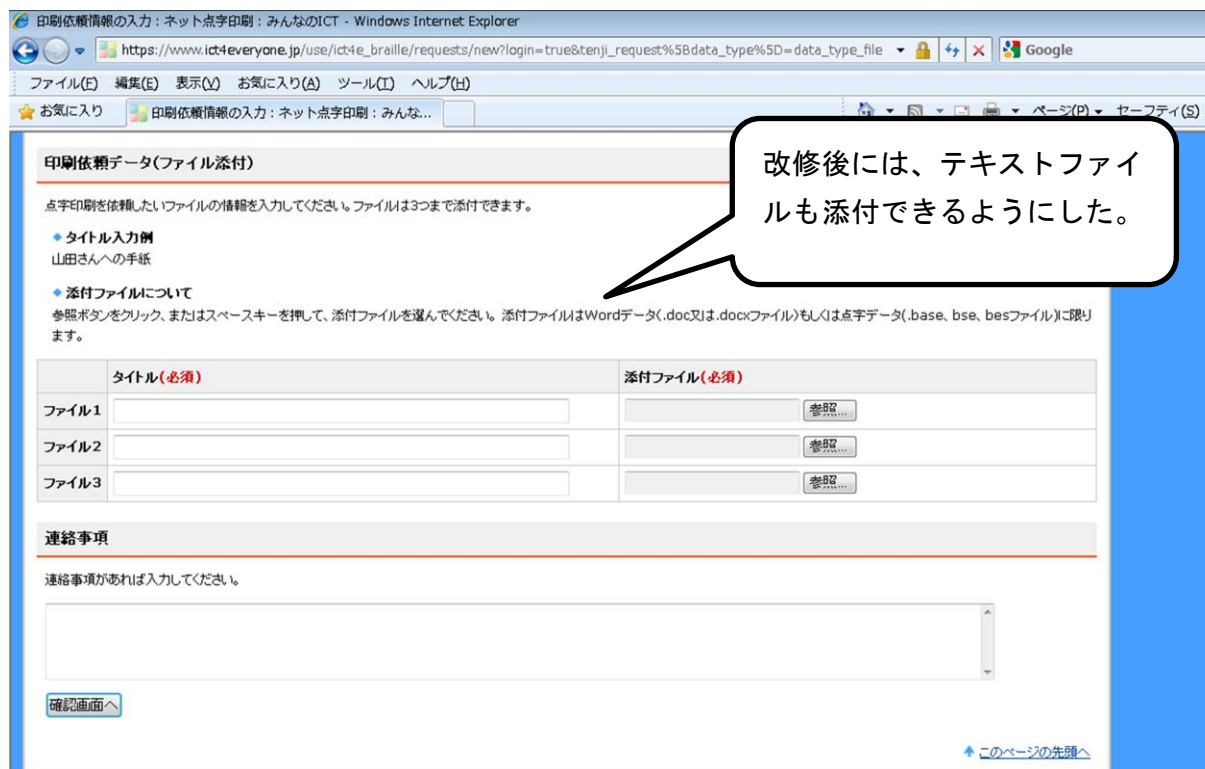 印刷依頼情報の入力：ネット点字印刷：みんなのICT - Windows Internet Explorer
https://www.ict4everyone.jp/use/ict4e_braille/requests/new?login=true&tenji_request%5Bdata_type%5D=data_type_file
Google
ファイル(F) 編集(E) 表示(V) お気に入り(A) ツール(T) ヘルプ(H)
お気に入り 印刷依頼情報の入力：ネット点字印刷：みんな... ページ(P) セーフティ(S)
印刷依頼データ(ファイル添付)
改修後には、テキストファイ
ルも添付できるようにした。
点字印刷を依頼したいファイルの情報を入力してください。ファイルは3つまで添付できます。
タイトル入力例
山田さんへの手紙
添付ファイルについて
参照ボタンをクリック、またはスペースキーを押して、添付ファイルを選んでください。添付ファイルはWordデータ(.doc又は.docxファイル)もしくは点字データ(.base、bse、besファイル)に限り
ます。
タイトル(必須) 添付ファイル(必須)
ファイル1 参照...
ファイル2 参照...
ファイル3 参照...
連絡事項
連絡事項があれば入力してください。
確認画面へ
このページの先頭へ